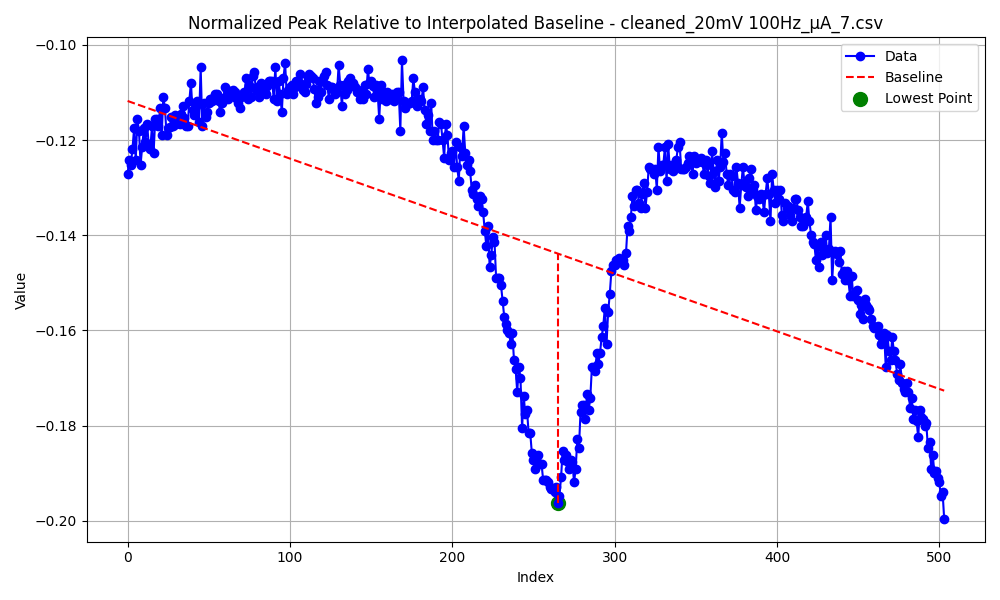 Normalized Peak Relative to Interpolated Baseline - cleaned_20mV 100Hz_µA_7.csv
Data
Baseline
Lowest Point
Value
−0.10
−0.12
−0.14
−0.16
−0.18
−0.20
0 100 200 300 400 500
Index